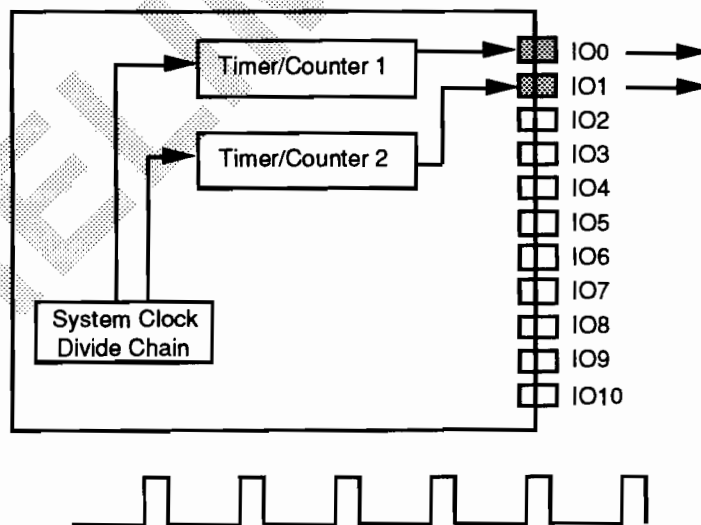 Timer/Counter 1
Timer/Counter 2
System Clock
Divide Chain
IO0
IO1
IO2
IO3
IO4
IO5
IO6
IO7
IO8
IO9
IO10